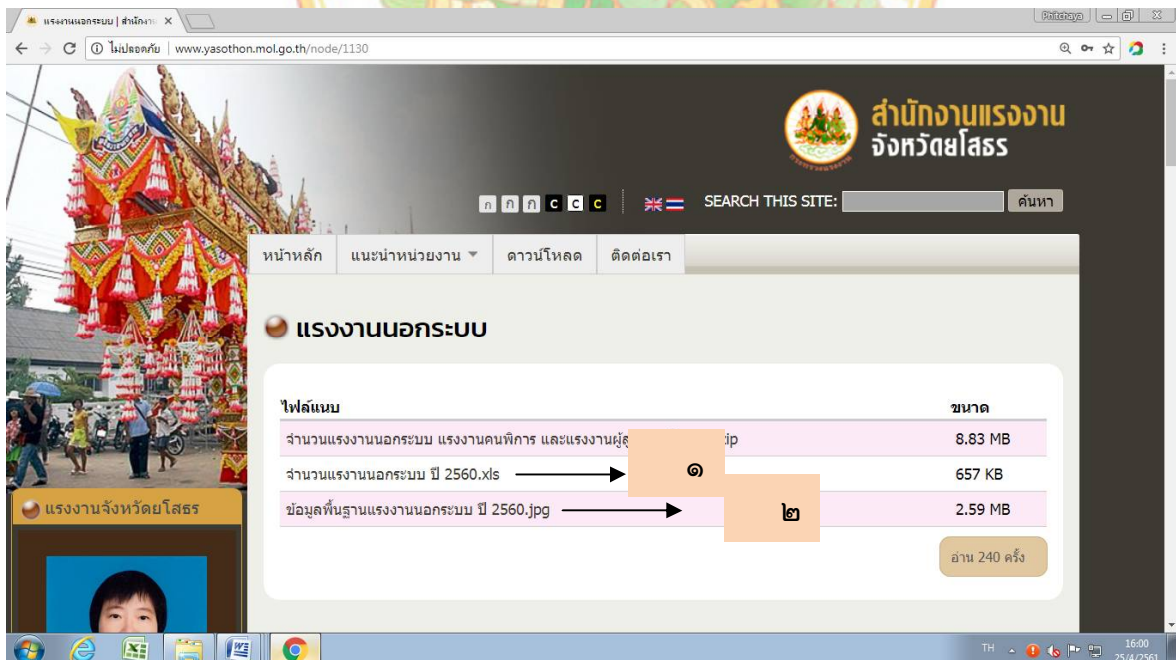 แรงงานนอกระบบ | สำนักงาน
Phitchaya
ไม่ปลอดภัย | www.yasothon.mol.go.th/node/1130
สำนักงานแรงงาน
จังหวัดยโสธร
ก ก ก C C C SEARCH THIS SITE: ค้นหา
หน้าหลัก แนะนำหน่วยงาน ดาวน์โหลด ติดต่อเรา
แรงงานนอกระบบ
ไฟล์แนบ ขนาด
จำนวนแรงงานนอกระบบ แรงงานคนพิการ และแรงงาน 8.83 MB
จำนวนแรงงานนอกระบบ ปี 2560.xls ๑ 657 KB
ข้อมูลพื้นฐานแรงงานนอกระบบ ปี 2560.jpg ๒ 2.59 MB
อ่าน 240 ครั้ง
แรงงานจังหวัดยโสธร
TH 16:00
25/4/2561